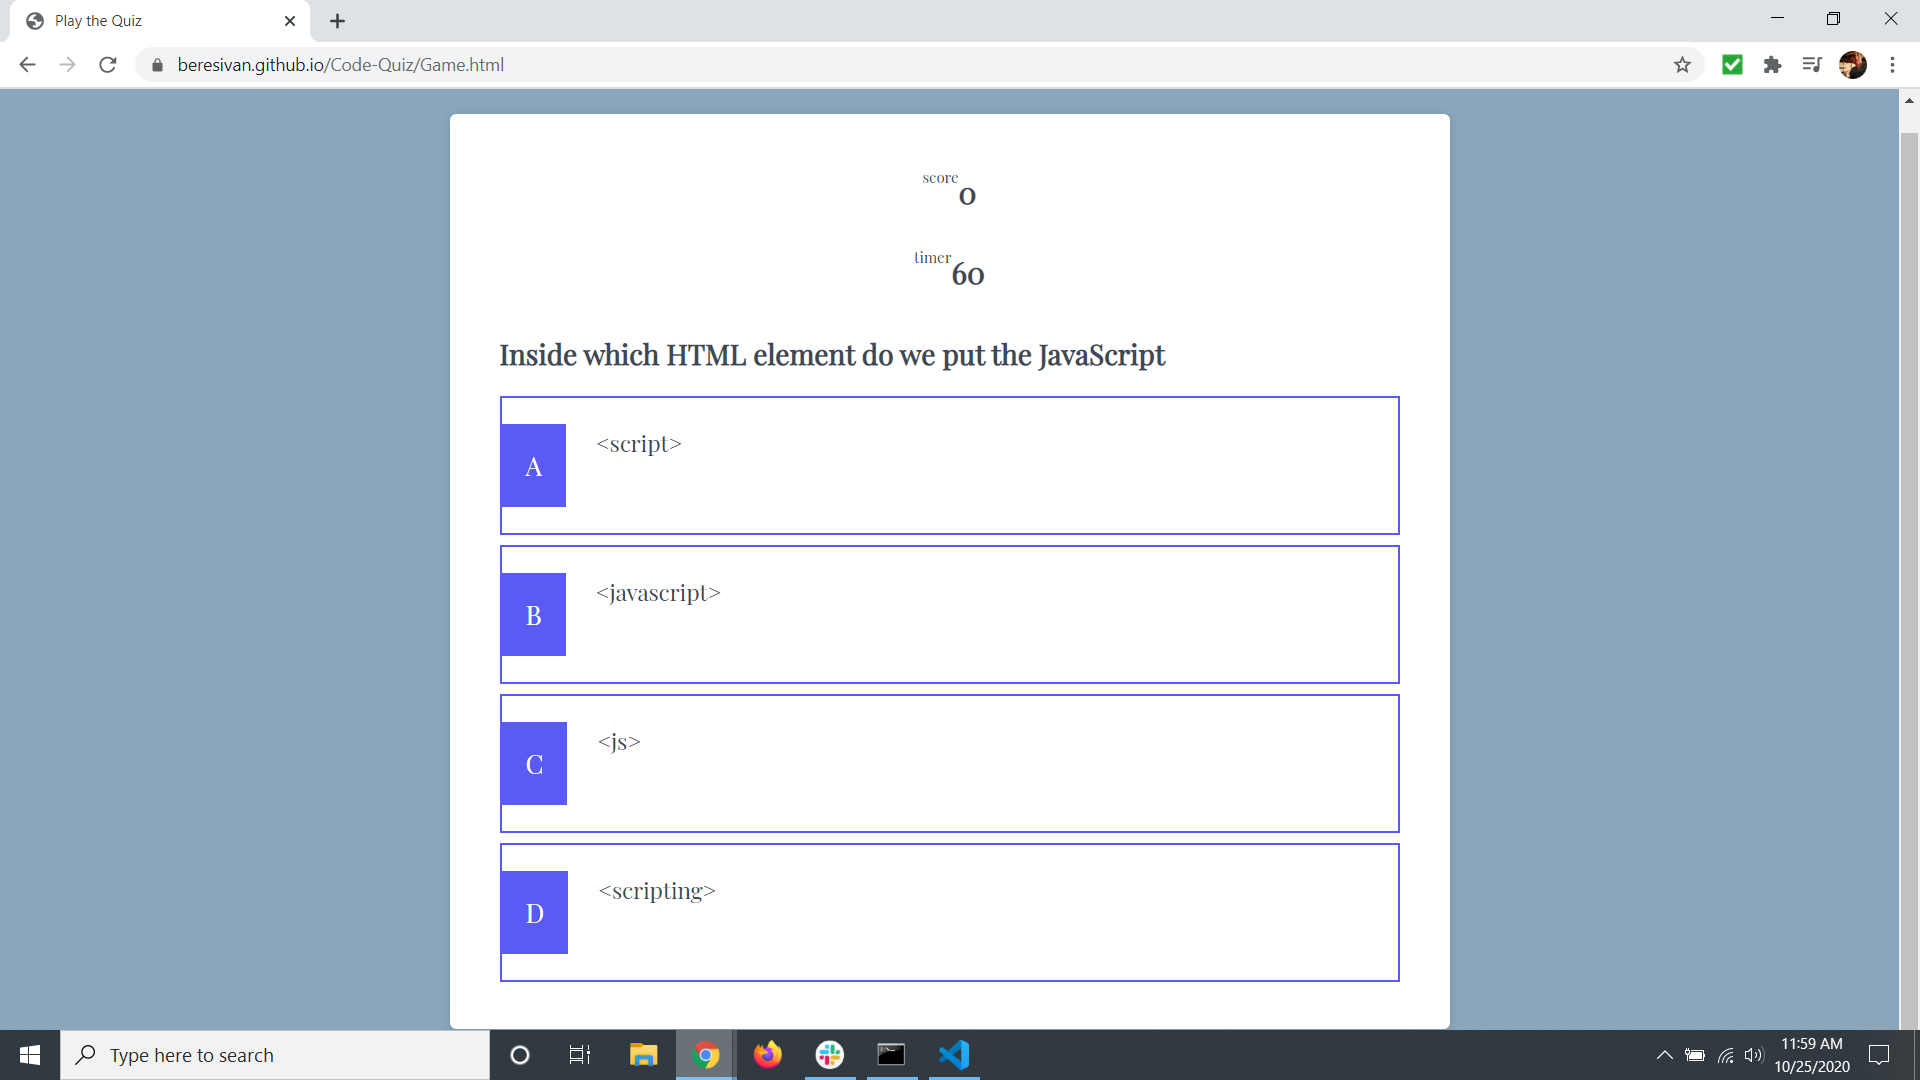 Play the Quiz
beresivan.github.io/Code-Quiz/Game.html
score 0
timer 60
Inside which HTML element do we put the JavaScript
A <script>
B <javascript>
C <js>
D <scripting>
Type here to search
11:59 AM
10/25/2020